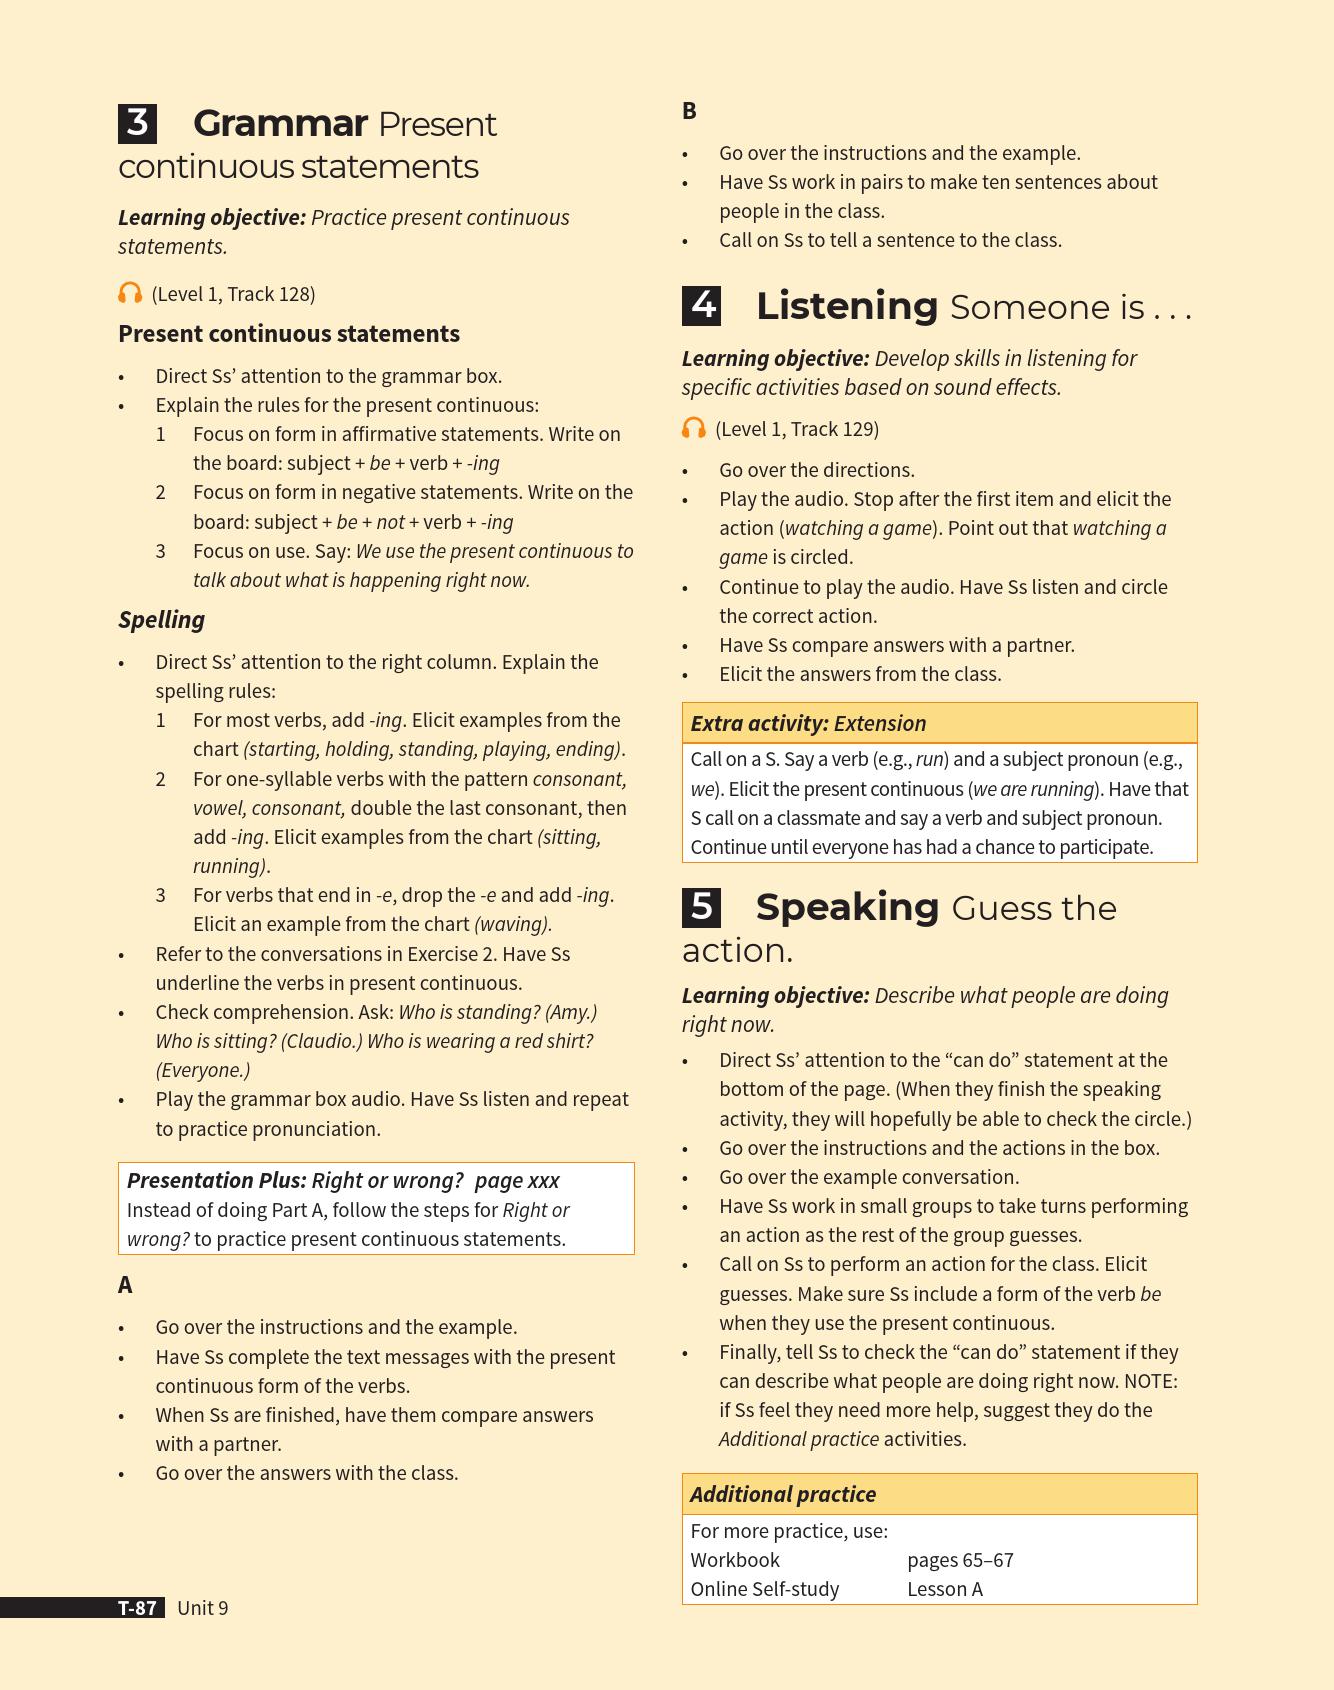 3 Grammar Present
continuous statements
Learning objective: Practice present continuous
statements.
(Level 1, Track 128)
Present continuous statements
• Direct Ss’ attention to the grammar box.
• Explain the rules for the present continuous:
1 Focus on form in affirmative statements. Write on
the board: subject + be + verb + -ing
2 Focus on form in negative statements. Write on the
board: subject + be + not + verb + -ing
3 Focus on use. Say: We use the present continuous to
talk about what is happening right now.
Spelling
• Direct Ss’ attention to the right column. Explain the
spelling rules:
1 For most verbs, add -ing. Elicit examples from the
chart (starting, holding, standing, playing, ending).
2 For one-syllable verbs with the pattern consonant,
vowel, consonant, double the last consonant, then
add -ing. Elicit examples from the chart (sitting,
running).
3 For verbs that end in -e, drop the -e and add -ing.
Elicit an example from the chart (waving).
• Refer to the conversations in Exercise 2. Have Ss
underline the verbs in present continuous.
• Check comprehension. Ask: Who is standing? (Amy.)
Who is sitting? (Claudio.) Who is wearing a red shirt?
(Everyone.)
• Play the grammar box audio. Have Ss listen and repeat
to practice pronunciation.
Presentation Plus: Right or wrong? page xxx
Instead of doing Part A, follow the steps for Right or
wrong? to practice present continuous statements.
A
• Go over the instructions and the example.
• Have Ss complete the text messages with the present
continuous form of the verbs.
• When Ss are finished, have them compare answers
with a partner.
• Go over the answers with the class.
B
• Go over the instructions and the example.
• Have Ss work in pairs to make ten sentences about
people in the class.
• Call on Ss to tell a sentence to the class.
4 Listening Someone is . . .
Learning objective: Develop skills in listening for
specific activities based on sound effects.
(Level 1, Track 129)
• Go over the directions.
• Play the audio. Stop after the first item and elicit the
action (watching a game). Point out that watching a
game is circled.
• Continue to play the audio. Have Ss listen and circle
the correct action.
• Have Ss compare answers with a partner.
• Elicit the answers from the class.
Extra activity: Extension
Call on a S. Say a verb (e.g., run) and a subject pronoun (e.g.,
we). Elicit the present continuous (we are running). Have that
S call on a classmate and say a verb and subject pronoun.
Continue until everyone has had a chance to participate.
5 Speaking Guess the
action.
Learning objective: Describe what people are doing
right now.
• Direct Ss’ attention to the “can do” statement at the
bottom of the page. (When they finish the speaking
activity, they will hopefully be able to check the circle.)
• Go over the instructions and the actions in the box.
• Go over the example conversation.
• Have Ss work in small groups to take turns performing
an action as the rest of the group guesses.
• Call on Ss to perform an action for the class. Elicit
guesses. Make sure Ss include a form of the verb be
when they use the present continuous.
• Finally, tell Ss to check the “can do” statement if they
can describe what people are doing right now. NOTE:
if Ss feel they need more help, suggest they do the
Additional practice activities.
Additional practice
For more practice, use:
Workbook pages 65–67
Online Self-study Lesson A
T-87 Unit 9